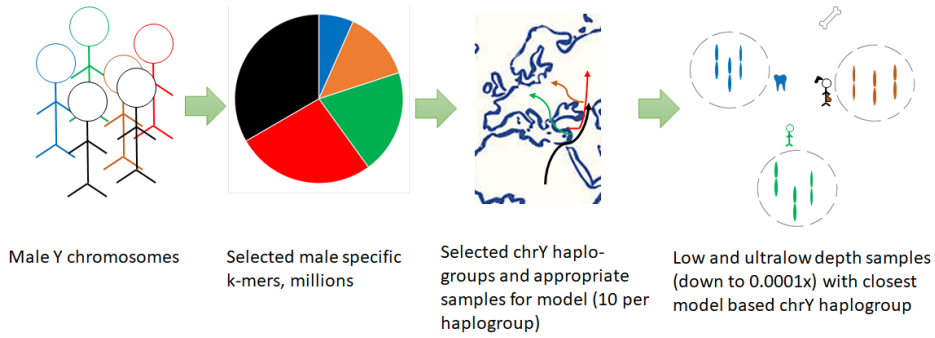 Male Y chromosomes
Selected male specific
k-mers, millions
Selected chrY haplo-
groups and appropriate
samples for model (10 per
haplogroup)
Low and ultralow depth samples
(down to 0.0001x) with closest
model based chrY haplogroup